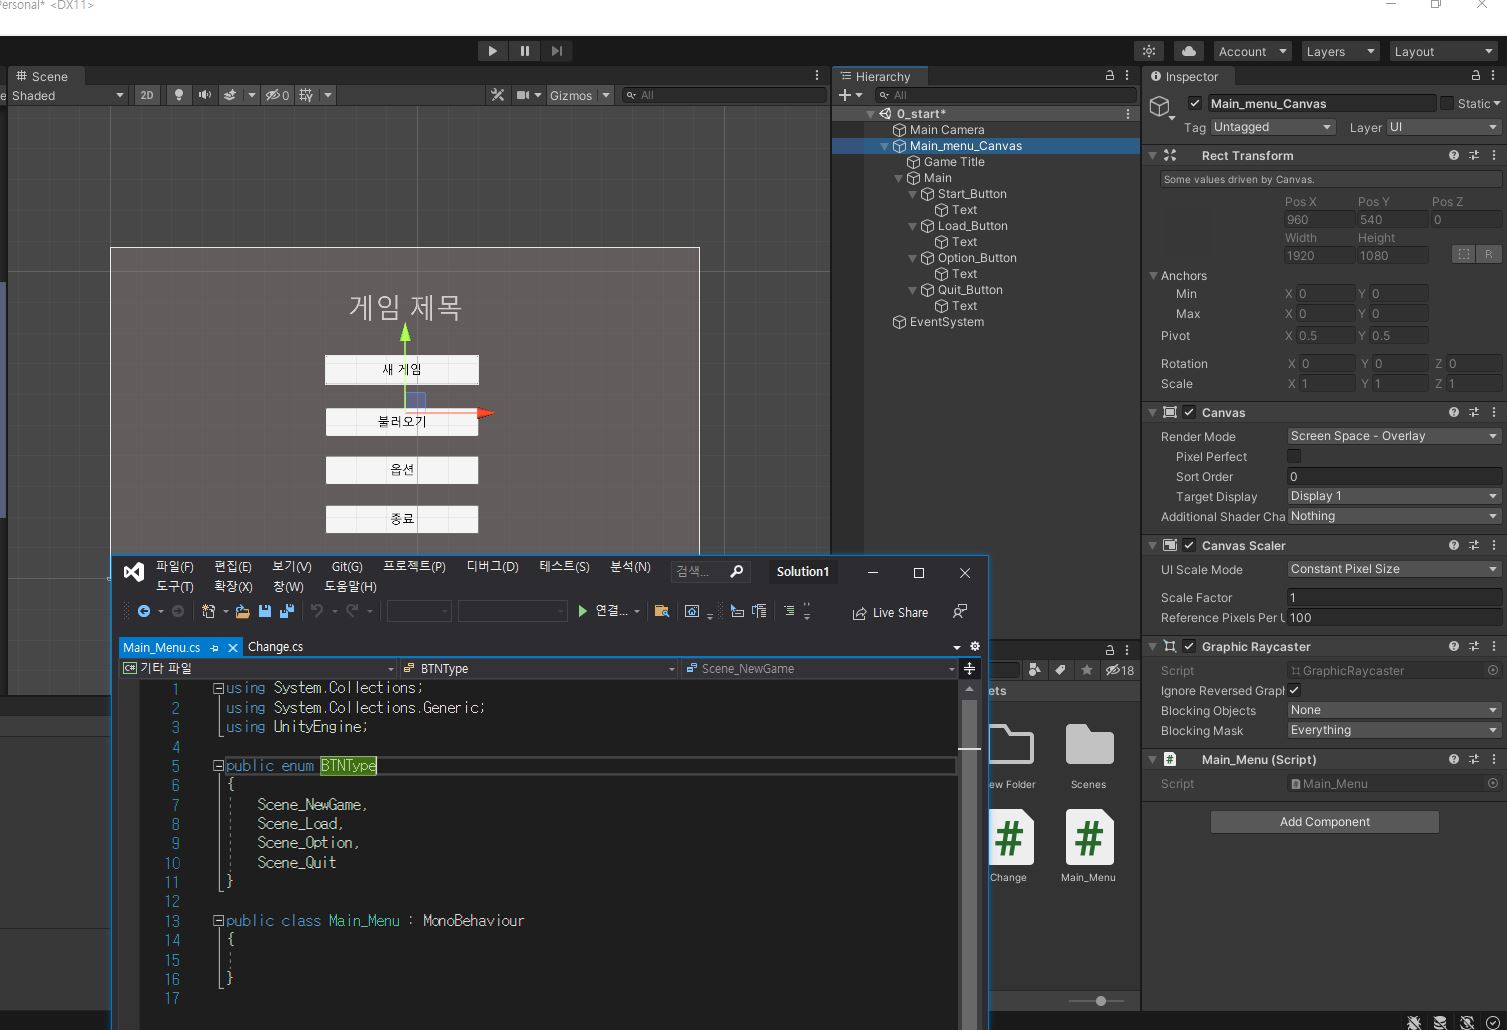 Personal* <DX11>
Account
Layers
Layout
Scene
Shaded
2D
0
Gizmos
All
게임 제목
새 게임
불러오기
옵션
종료
Hierarchy
All
0_start*
Main Camera
Main_menu_Canvas
Game Title
Main
Start_Button
Text
Load_Button
Text
Option_Button
Text
Quit_Button
Text
EventSystem
Inspector
Main_menu_Canvas
Static
Tag Untagged Layer UI
Rect Transform
Some values driven by Canvas.
Pos X Pos Y Pos Z
960 540 0
Width Height
1920 1080 R
Anchors
Min X 0 Y 0
Max X 0 Y 0
Pivot X 0.5 Y 0.5
Rotation X 0 Y 0 Z 0
Scale X 1 Y 1 Z 1
Canvas
Render Mode Screen Space - Overlay
Pixel Perfect
Sort Order 0
Target Display Display 1
Additional Shader Cha Nothing
Canvas Scaler
UI Scale Mode Constant Pixel Size
Scale Factor 1
Reference Pixels Per U 100
Graphic Raycaster
Script GraphicRaycaster
Ignore Reversed Graph
Blocking Objects None
Blocking Mask Everything
# Main_Menu (Script)
Script Main_Menu
Add Component
파일(F) 편집(E) 보기(V) Git(G) 프로젝트(P) 디버그(D) 테스트(S) 분석(N) 검색... Solution1
도구(T) 확장(X) 창(W) 도움말(H)
연결... Live Share
Main_Menu.cs Change.cs
C# 기타 파일 BTNType Scene_NewGame
1 using System.Collections;
2 using System.Collections.Generic;
3 using UnityEngine;
4
5 public enum BTNType
6 {
7 Scene_NewGame,
8 Scene_Load,
9 Scene_Option,
10 Scene_Quit
11 }
12
13 public class Main_Menu : MonoBehaviour
14 {
15
16 }
17
18
ets
ew Folder Scenes
# #
Change Main_Menu